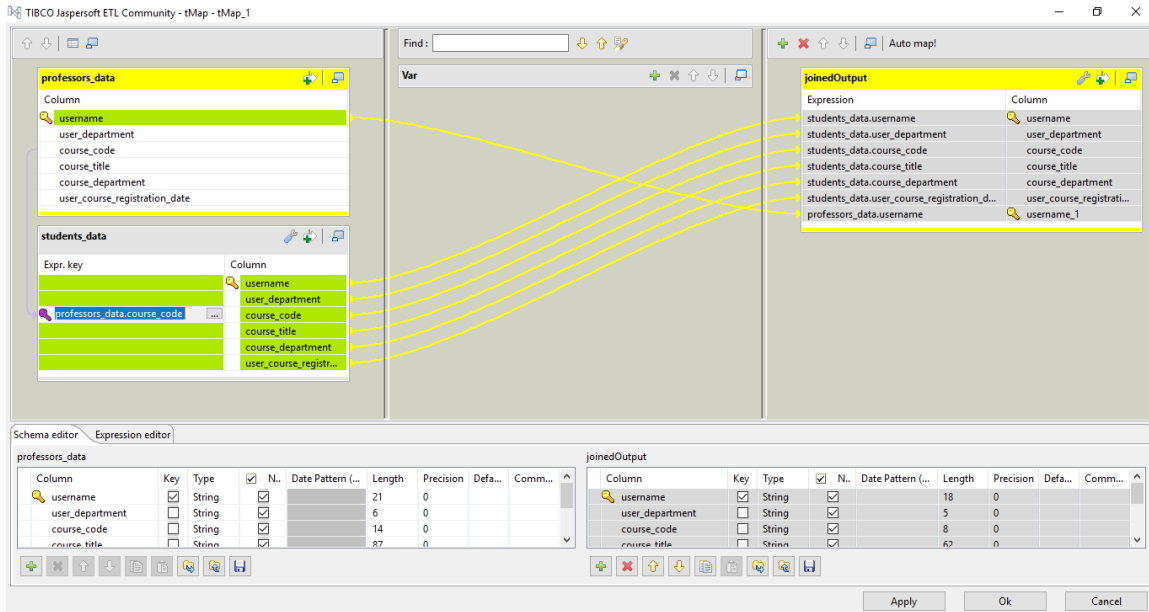 TIBCO Jaspersoft ETL Community - tMap - tMap_1
Find :
Auto map!
professors_data
Column
username
user_department
course_code
course_title
course_department
user_course_registration_date
students_data
Expr. key Column
username
user_department
professors_data.course_code ... course_code
course_title
course_department
user_course_registr...
Var
joinedOutput
Expression Column
students_data.username username
students_data.user_department user_department
students_data.course_code course_code
students_data.course_title course_title
students_data.course_department course_department
students_data.user_course_registration_d... user_course_registrati...
professors_data.username username_1
Schema editor Expression editor
professors_data
Column Key Type N.. Date Pattern (... Length Precision Defa... Comm...
username String 21 0
user_department String 6 0
course_code String 14 0
course_title String 87 0
joinedOutput
Column Key Type N.. Date Pattern (... Length Precision Defa... Comm...
username String 18 0
user_department String 5 0
course_code String 8 0
course_title String 62 0
Apply Ok Cancel